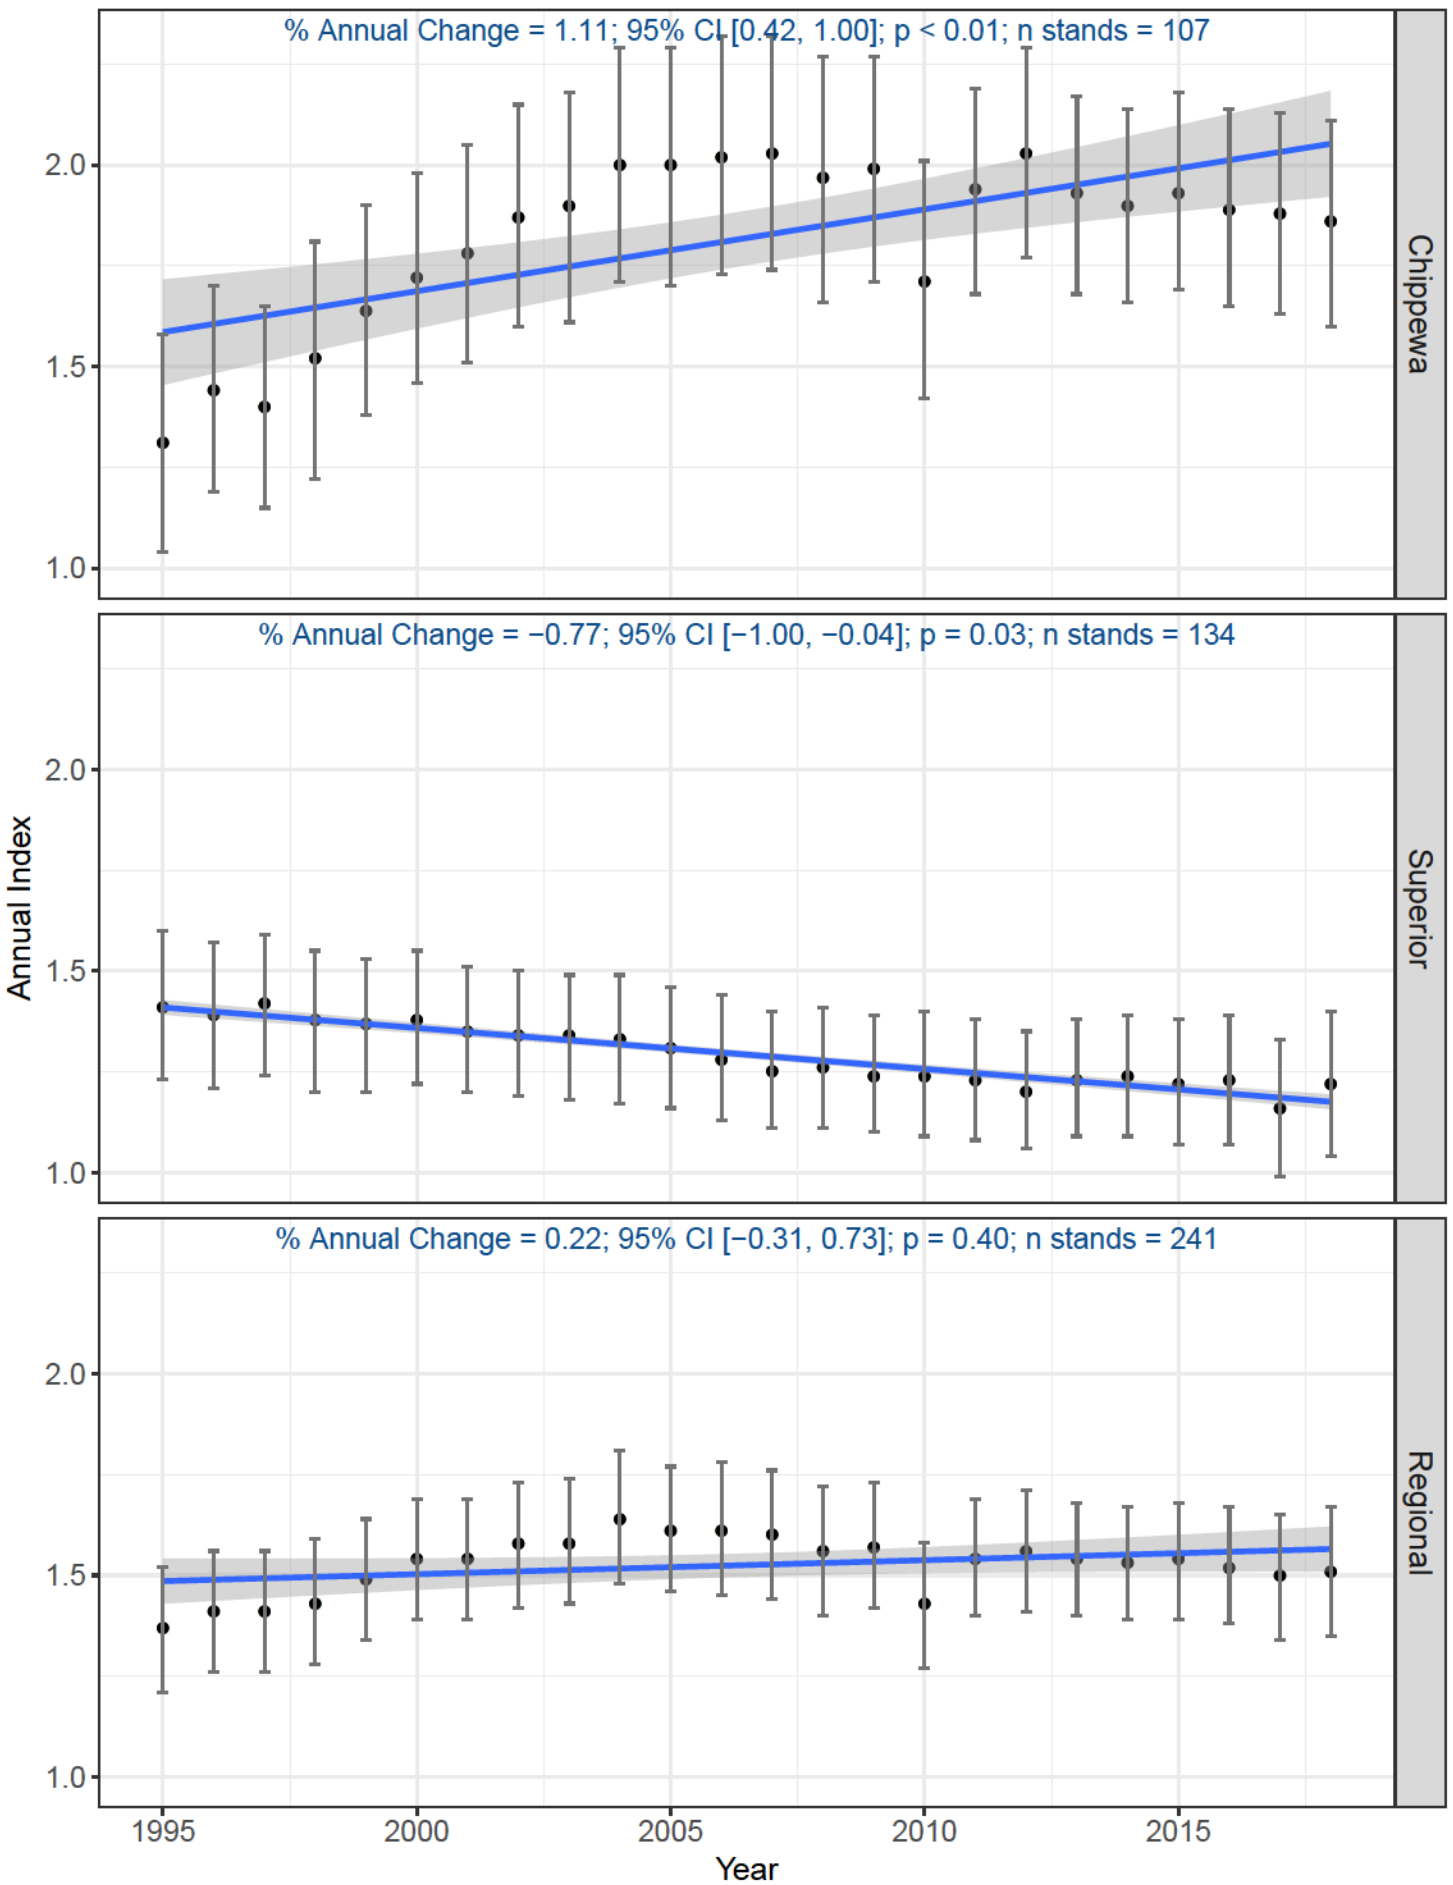 % Annual Change = 1.11; 95% CI [0.42, 1.00]; p < 0.01; n stands = 107
2.0
1.5
1.0
Chippewa
% Annual Change = −0.77; 95% CI [−1.00, −0.04]; p = 0.03; n stands = 134
2.0
1.5
1.0
Superior
Annual Index
% Annual Change = 0.22; 95% CI [−0.31, 0.73]; p = 0.40; n stands = 241
2.0
1.5
1.0
Regional
1995 2000 2005 2010 2015
Year